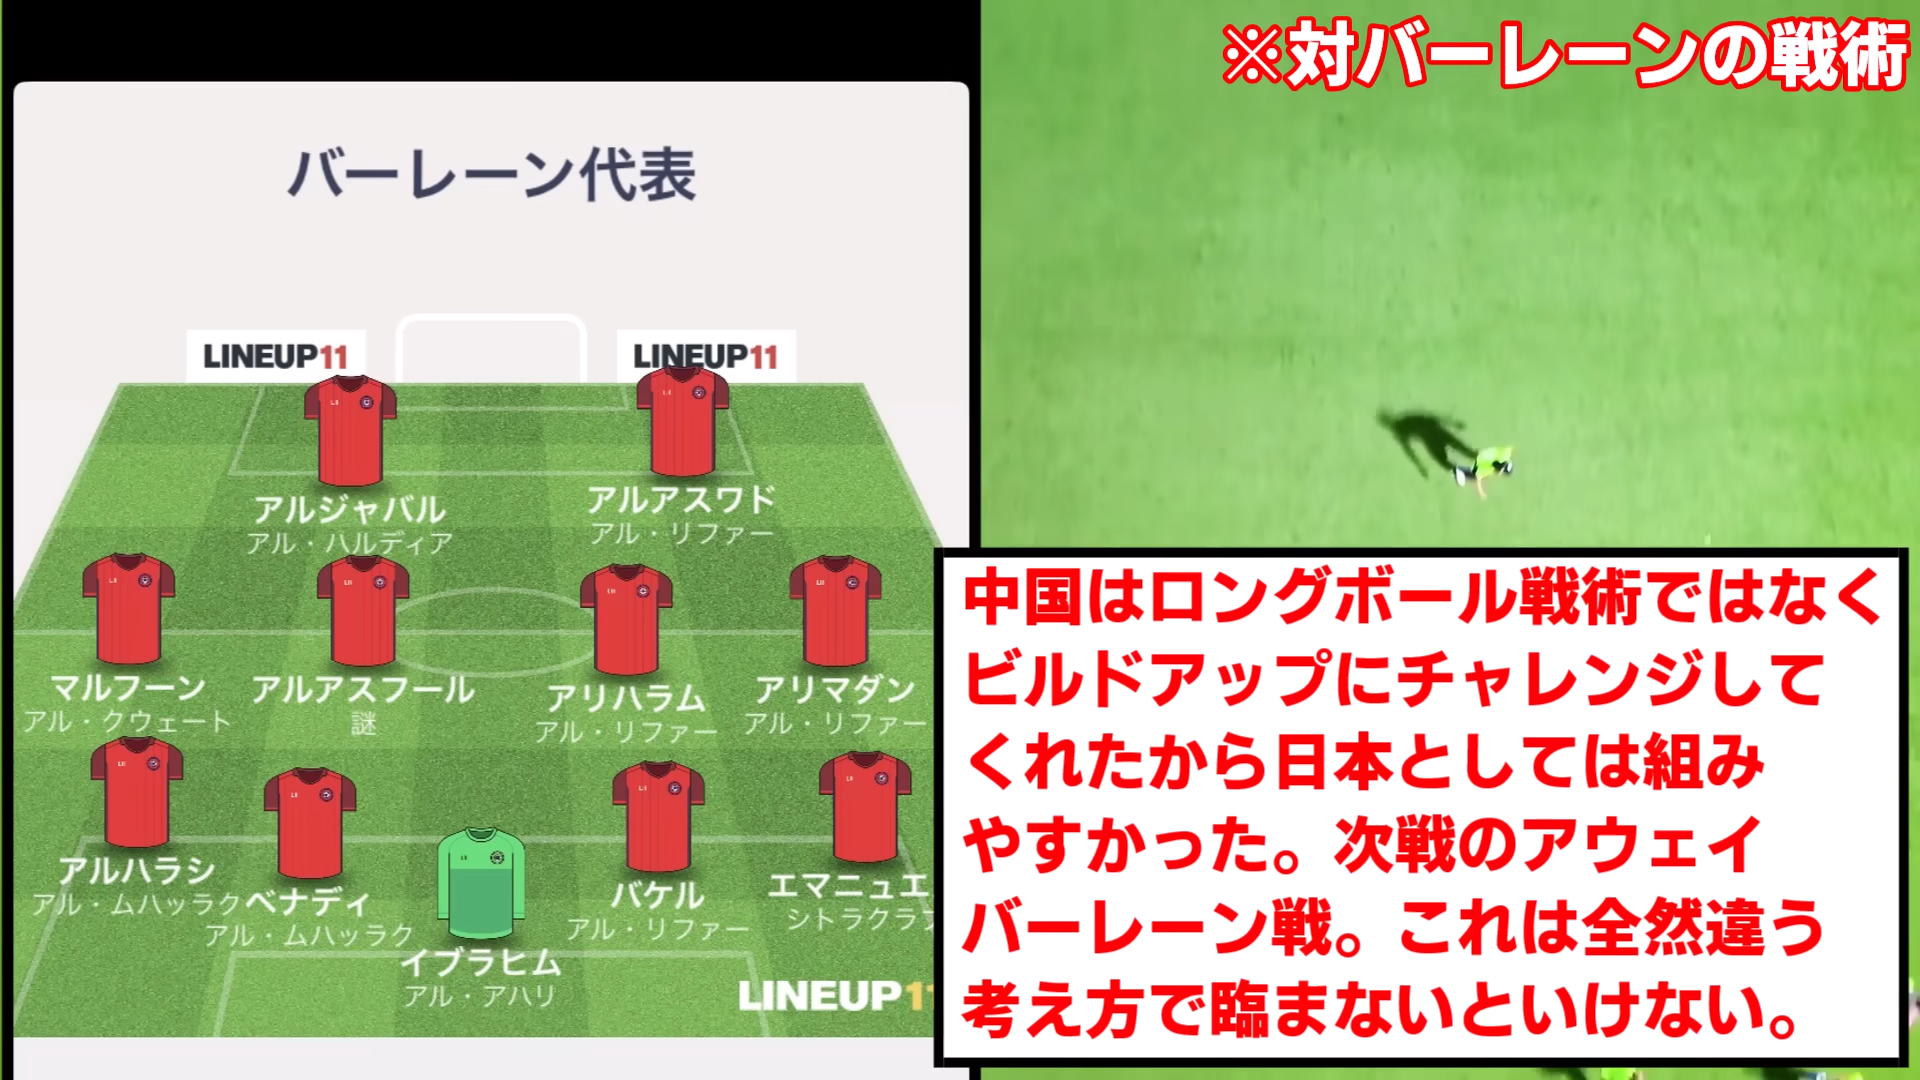 ※対バーレーンの戦術
バーレーン代表
LINEUP11
LINEUP11
アルジャバル
アル・ハルディア
アルアスワド
アル・リファー
マルフーン
アル・クウェート
アルアスフール
謎
アリハラム
アル・リファー
アリマダン
アル・リファー
アルハラシ
アル・ムハッラク
ベナディ
アル・ムハッラク
イブラヒム
アル・アハリ
バケル
アル・リファー
エマニュエ
シトラクラブ
LINEUP11
中国はロングボール戦術ではなく
ビルドアップにチャレンジして
くれたから日本としては組み
やすかった。次戦のアウェイ
バーレーン戦。これは全然違う
考え方で臨まないといけない。